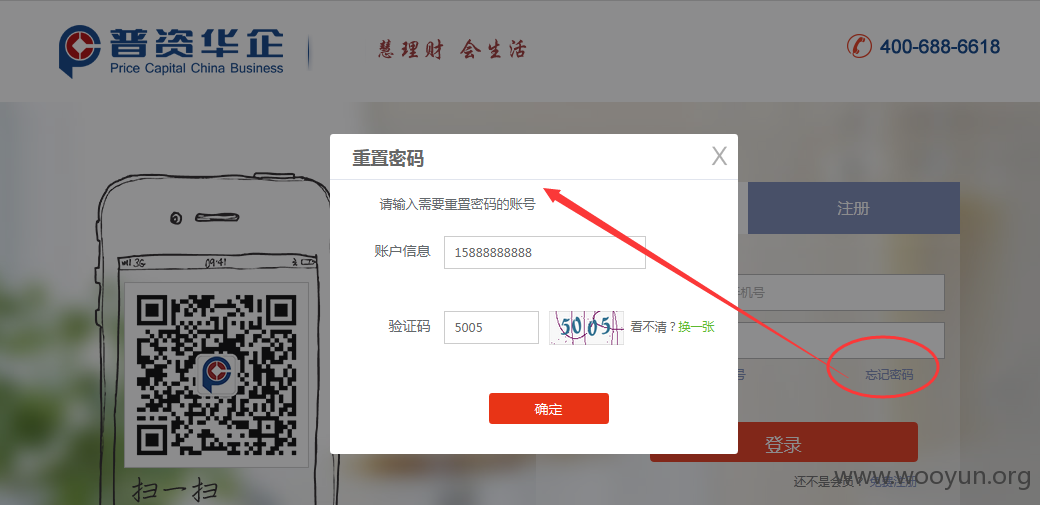 普资华企
Price Capital China Business
慧理财 会生活
400-688-6618
重置密码
X
请输入需要重置密码的账号
账户信息 15888888888
验证码 5005 5005 看不清？换一张
确定
注册
机号
号
忘记密码
登录
还不是会员？ 免费注册
www.wooyun.org
3G 09:41
扫一扫